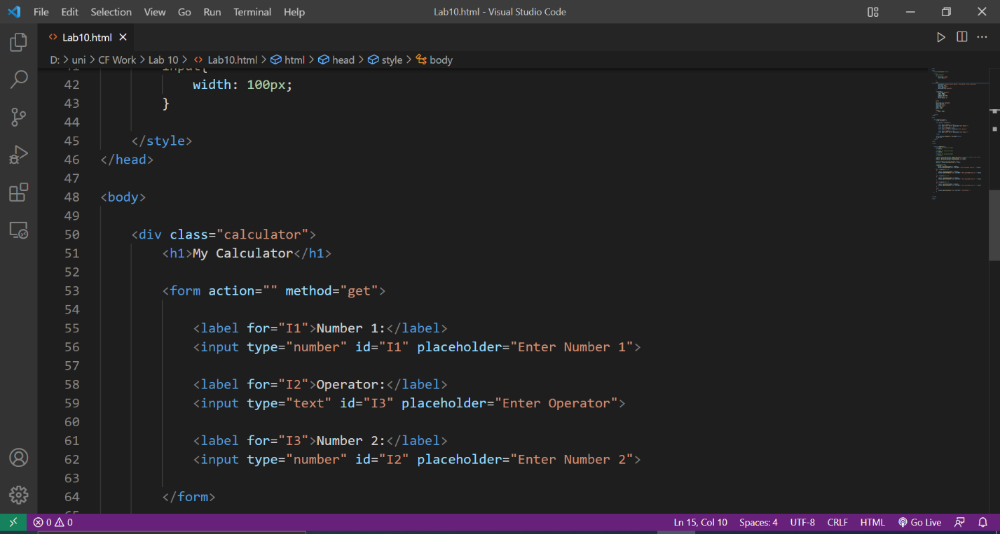 File Edit Selection View Go Run Terminal Help Lab10.html - Visual Studio Code
Lab10.html
D: > uni > CF Work > Lab 10 > Lab10.html > html > head > style > body
41 input{
42 width: 100px;
43 }
44
45 </style>
46 </head>
47
48 <body>
49
50 <div class="calculator">
51 <h1>My Calculator</h1>
52
53 <form action="" method="get">
54
55 <label for="I1">Number 1:</label>
56 <input type="number" id="I1" placeholder="Enter Number 1">
57
58 <label for="I2">Operator:</label>
59 <input type="text" id="I3" placeholder="Enter Operator">
60
61 <label for="I3">Number 2:</label>
62 <input type="number" id="I2" placeholder="Enter Number 2">
63
64 </form>
65
0 0 Ln 15, Col 10 Spaces: 4 UTF-8 CRLF HTML Go Live